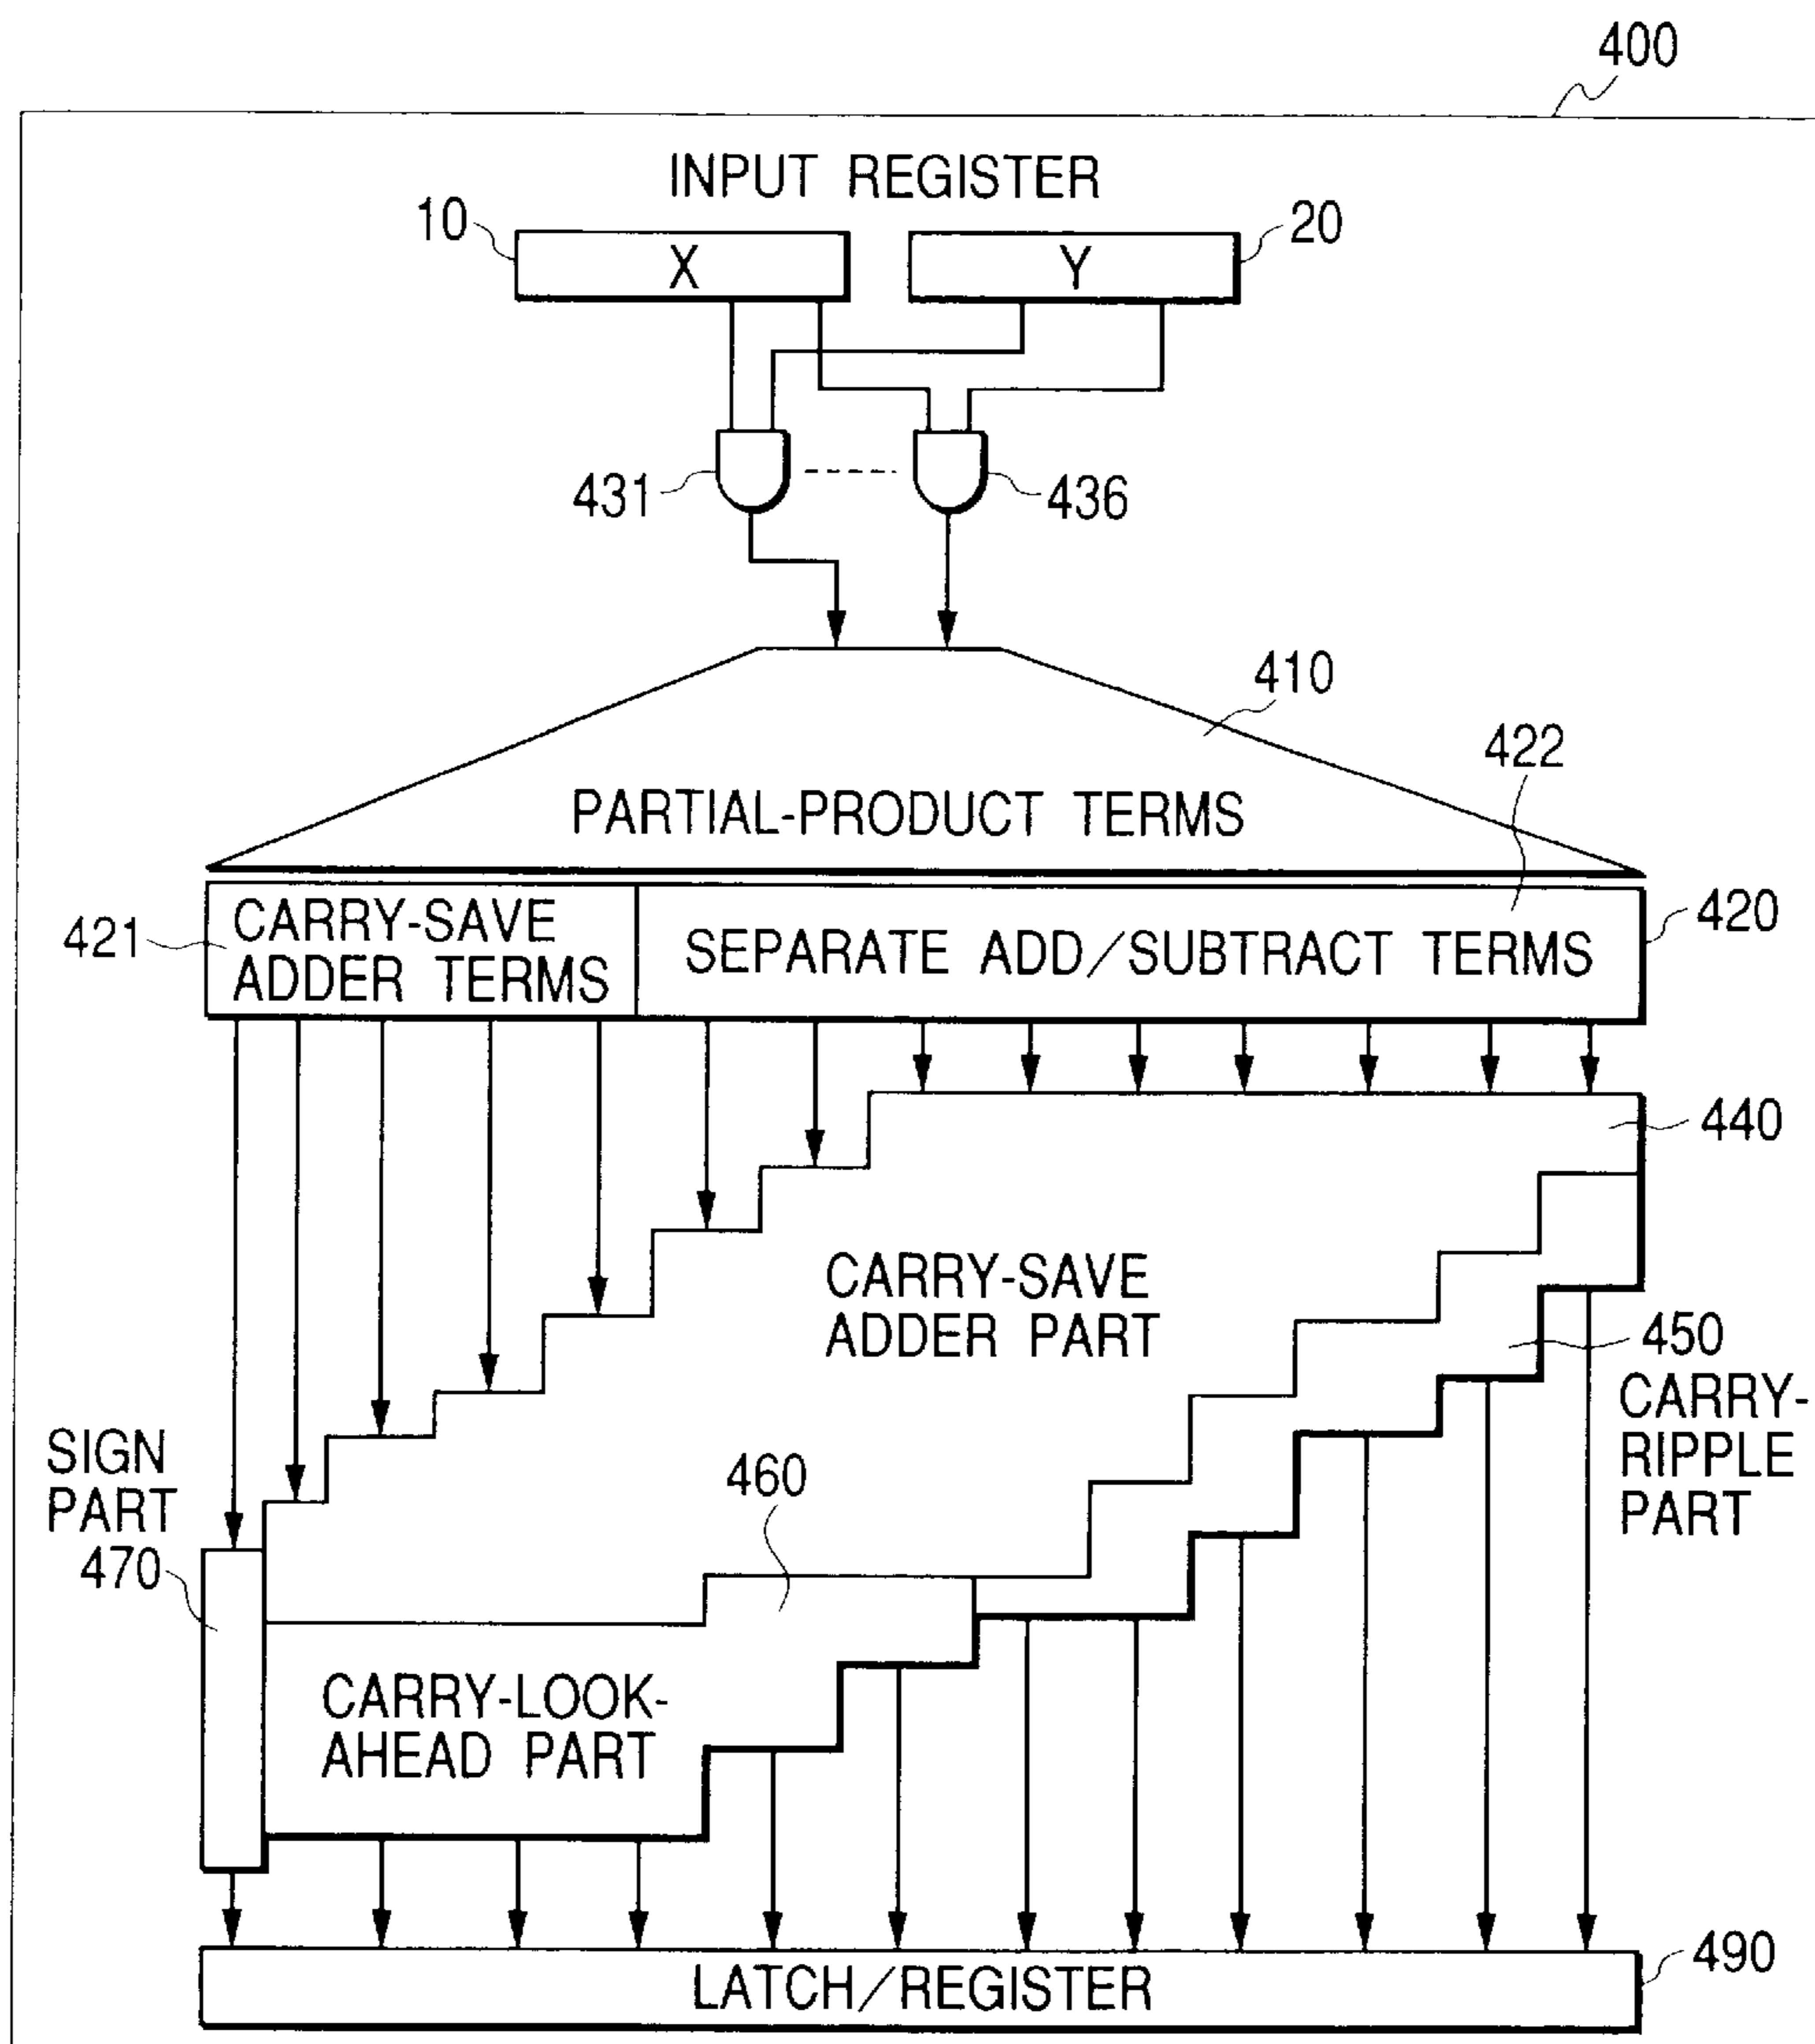 400
INPUT REGISTER
10
X
Y
20
431
436
410
422
PARTIAL-PRODUCT TERMS
421
CARRY-SAVE
ADDER TERMS
SEPARATE ADD/SUBTRACT TERMS
420
440
CARRY-SAVE
ADDER PART
450
CARRY-
RIPPLE
PART
SIGN
PART
470
460
CARRY-LOOK-
AHEAD PART
LATCH/REGISTER
490